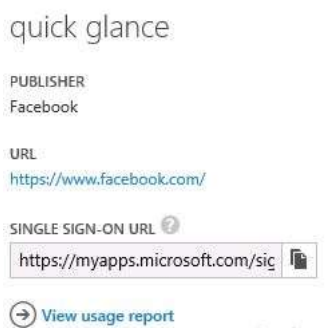 quick glance
PUBLISHER
Facebook
URL
https://www.facebook.com/
SINGLE SIGN-ON URL ?
https://myapps.microsoft.com/sig
View usage report